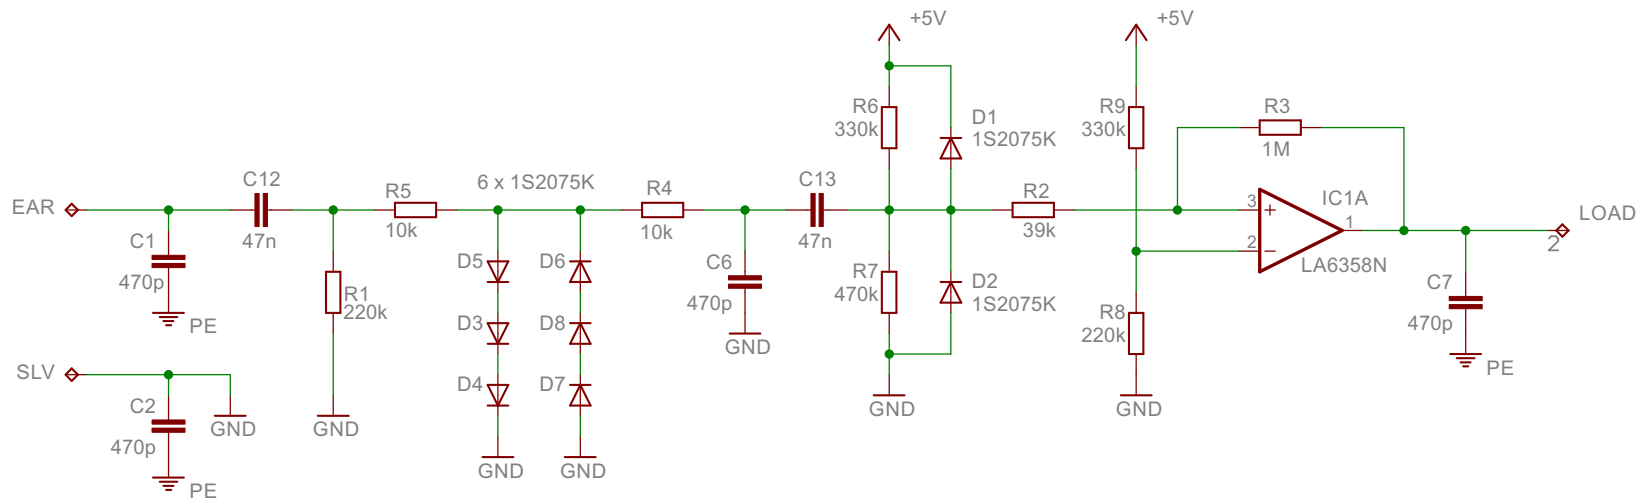 +5V
+5V
R6
330k
D1
1S2075K
R9
330k
R3
1M
C12
47n
R5
10k
6 x 1S2075K
R4
10k
C13
47n
R2
39k
3
2
1
IC1A
LA6358N
EAR
LOAD
2
C1
470p
PE
R1
220k
GND
D5
D3
D4
GND
D6
D8
D7
GND
C6
470p
GND
R7
470k
D2
1S2075K
GND
R8
220k
GND
C7
470p
PE
SLV
C2
470p
GND
PE